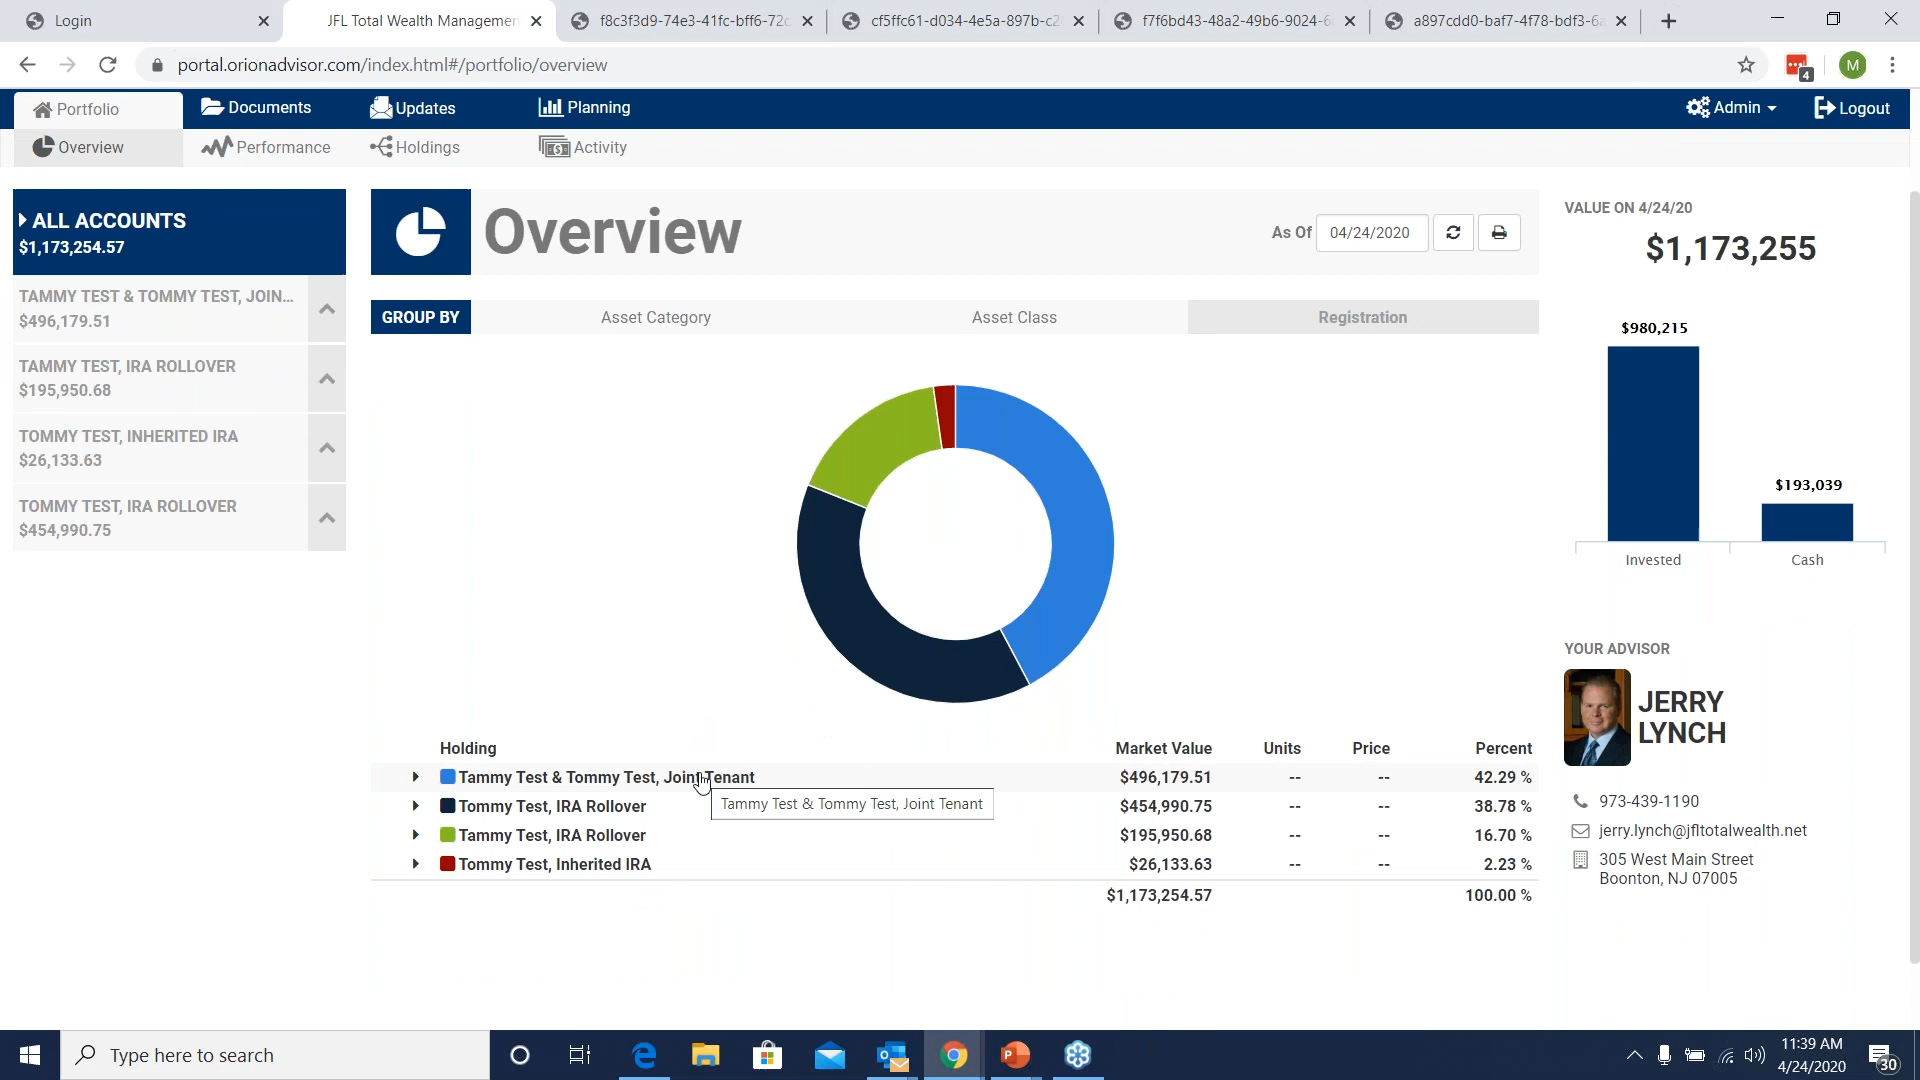 Login
JFL Total Wealth Managemen
f8c3f3d9-74e3-41fc-bff6-72c
cf5ffc61-d034-4e5a-897b-c2
f7f6bd43-48a2-49b6-9024-6
a897cdd0-baf7-4f78-bdf3-6a
portal.orionadvisor.com/index.html#/portfolio/overview
4
M
Portfolio
Documents
Updates
Planning
Admin
Logout
Overview
Performance
Holdings
Activity
ALL ACCOUNTS
$1,173,254.57
TAMMY TEST & TOMMY TEST, JOIN...
$496,179.51
TAMMY TEST, IRA ROLLOVER
$195,950.68
TOMMY TEST, INHERITED IRA
$26,133.63
TOMMY TEST, IRA ROLLOVER
$454,990.75
Overview
As Of 04/24/2020
GROUP BY Asset Category Asset Class Registration
Holding Market Value Units Price Percent
Tammy Test & Tommy Test, Joint Tenant $496,179.51 -- -- 42.29 %
Tammy Test & Tommy Test, Joint Tenant
Tommy Test, IRA Rollover $454,990.75 -- -- 38.78 %
Tammy Test, IRA Rollover $195,950.68 -- -- 16.70 %
Tommy Test, Inherited IRA $26,133.63 -- -- 2.23 %
$1,173,254.57 100.00 %
VALUE ON 4/24/20
$1,173,255
$980,215
$193,039
Invested Cash
YOUR ADVISOR
JERRY
LYNCH
973-439-1190
jerry.lynch@jfltotalwealth.net
305 West Main Street
Boonton, NJ 07005
Type here to search
11:39 AM
4/24/2020
30